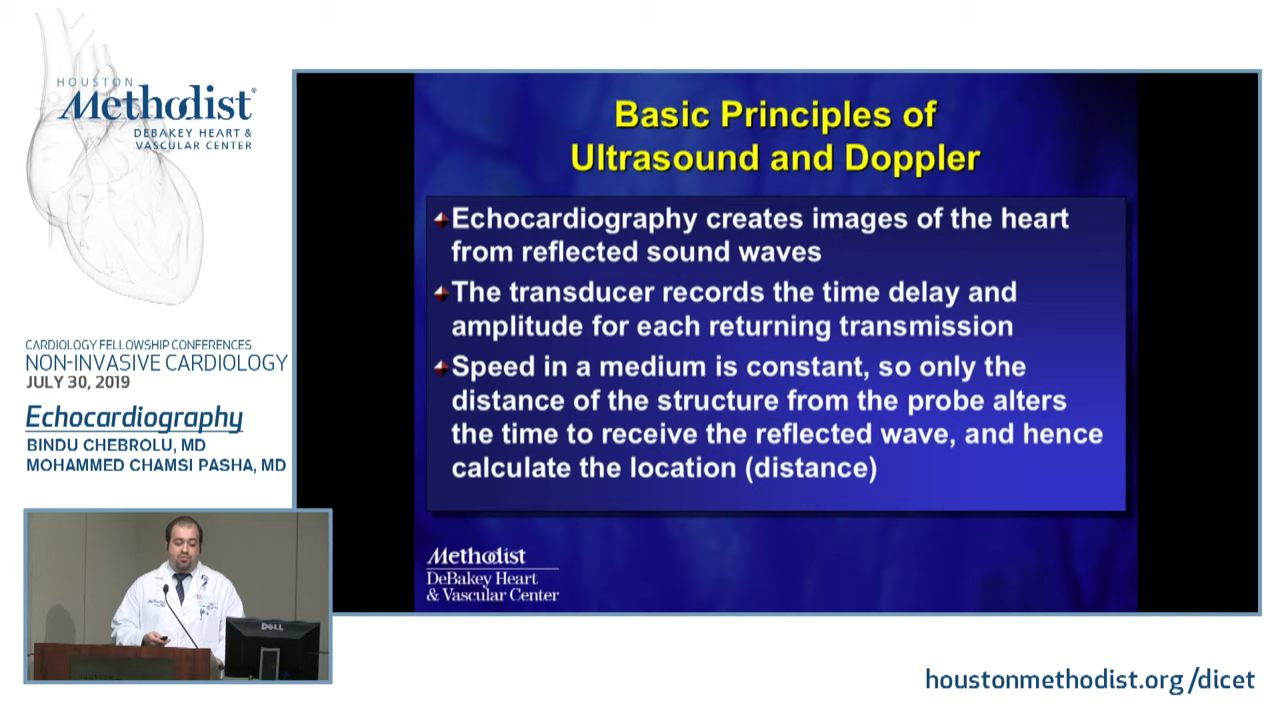 HOUSTON
Methodist®
DEBAKEY HEART &
VASCULAR CENTER
CARDIOLOGY FELLOWSHIP CONFERENCES
NON-INVASIVE CARDIOLOGY
JULY 30, 2019
Echocardiography
BINDU CHEBROLU, MD
MOHAMMED CHAMSI PASHA, MD
Basic Principles of
Ultrasound and Doppler
Echocardiography creates images of the heart
from reflected sound waves
The transducer records the time delay and
amplitude for each returning transmission
Speed in a medium is constant, so only the
distance of the structure from the probe alters
the time to receive the reflected wave, and hence
calculate the location (distance)
Methodist
DeBakey Heart
& Vascular Center
DELL
houstonmethodist.org/dicet